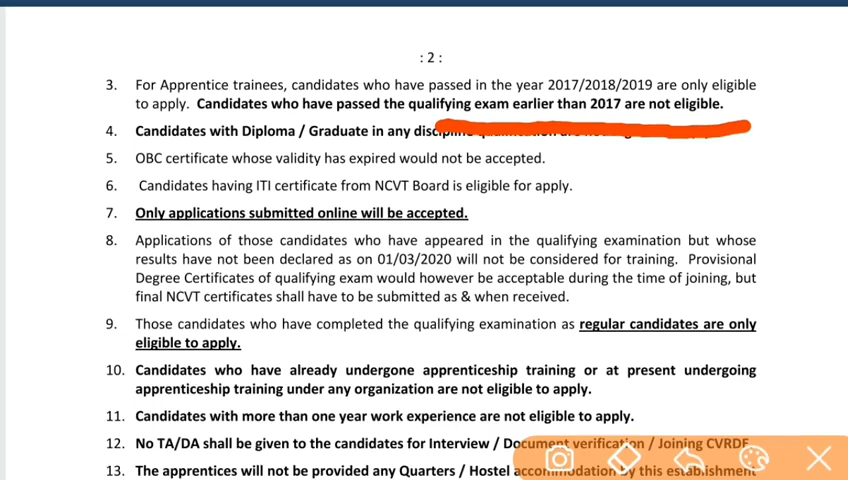 : 2 :
3. For Apprentice trainees, candidates who have passed in the year 2017/2018/2019 are only eligible
to apply. Candidates who have passed the qualifying exam earlier than 2017 are not eligible.
4. Candidates with Diploma / Graduate in any discipline
5. OBC certificate whose validity has expired would not be accepted.
6. Candidates having ITI certificate from NCVT Board is eligible for apply.
7. Only applications submitted online will be accepted.
8. Applications of those candidates who have appeared in the qualifying examination but whose
results have not been declared as on 01/03/2020 will not be considered for training. Provisional
Degree Certificates of qualifying exam would however be acceptable during the time of joining, but
final NCVT certificates shall have to be submitted as & when received.
9. Those candidates who have completed the qualifying examination as regular candidates are only
eligible to apply.
10. Candidates who have already undergone apprenticeship training or at present undergoing
apprenticeship training under any organization are not eligible to apply.
11. Candidates with more than one year work experience are not eligible to apply.
12. No TA/DA shall be given to the candidates for Interview / Document verification / Joining CVRDE
13. The apprentices will not be provided any Quarters / Hostel accommodation by this establishment